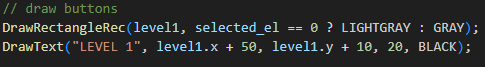 // draw buttons
DrawRectangleRec(level1, selected_el == 0 ? LIGHTGRAY : GRAY);
DrawText("LEVEL 1", level1.x + 50, level1.y + 10, 20, BLACK);